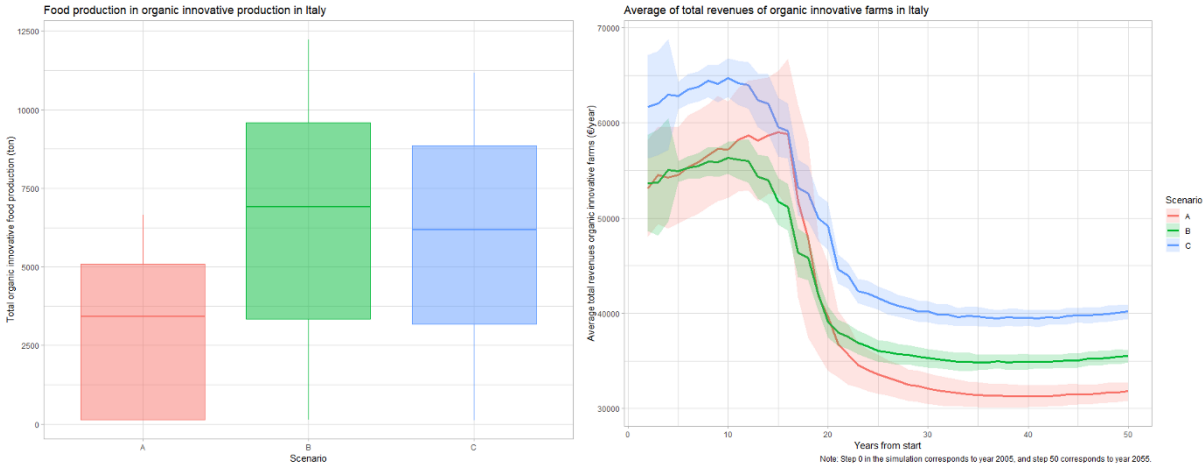 Food production in organic innovative production in Italy
Total organic innovative food production (ton)
12500
10000
7500
5000
2500
0
A
B
C
Scenario
Average of total revenues of organic innovative farms in Italy
Average total revenues organic innovative farms (€/year)
70000
60000
50000
40000
30000
0
10
20
30
40
50
Years from start
Note: Step 0 in the simulation corresponds to year 2005, and step 50 corresponds to year 2055.
Scenario
A
B
C